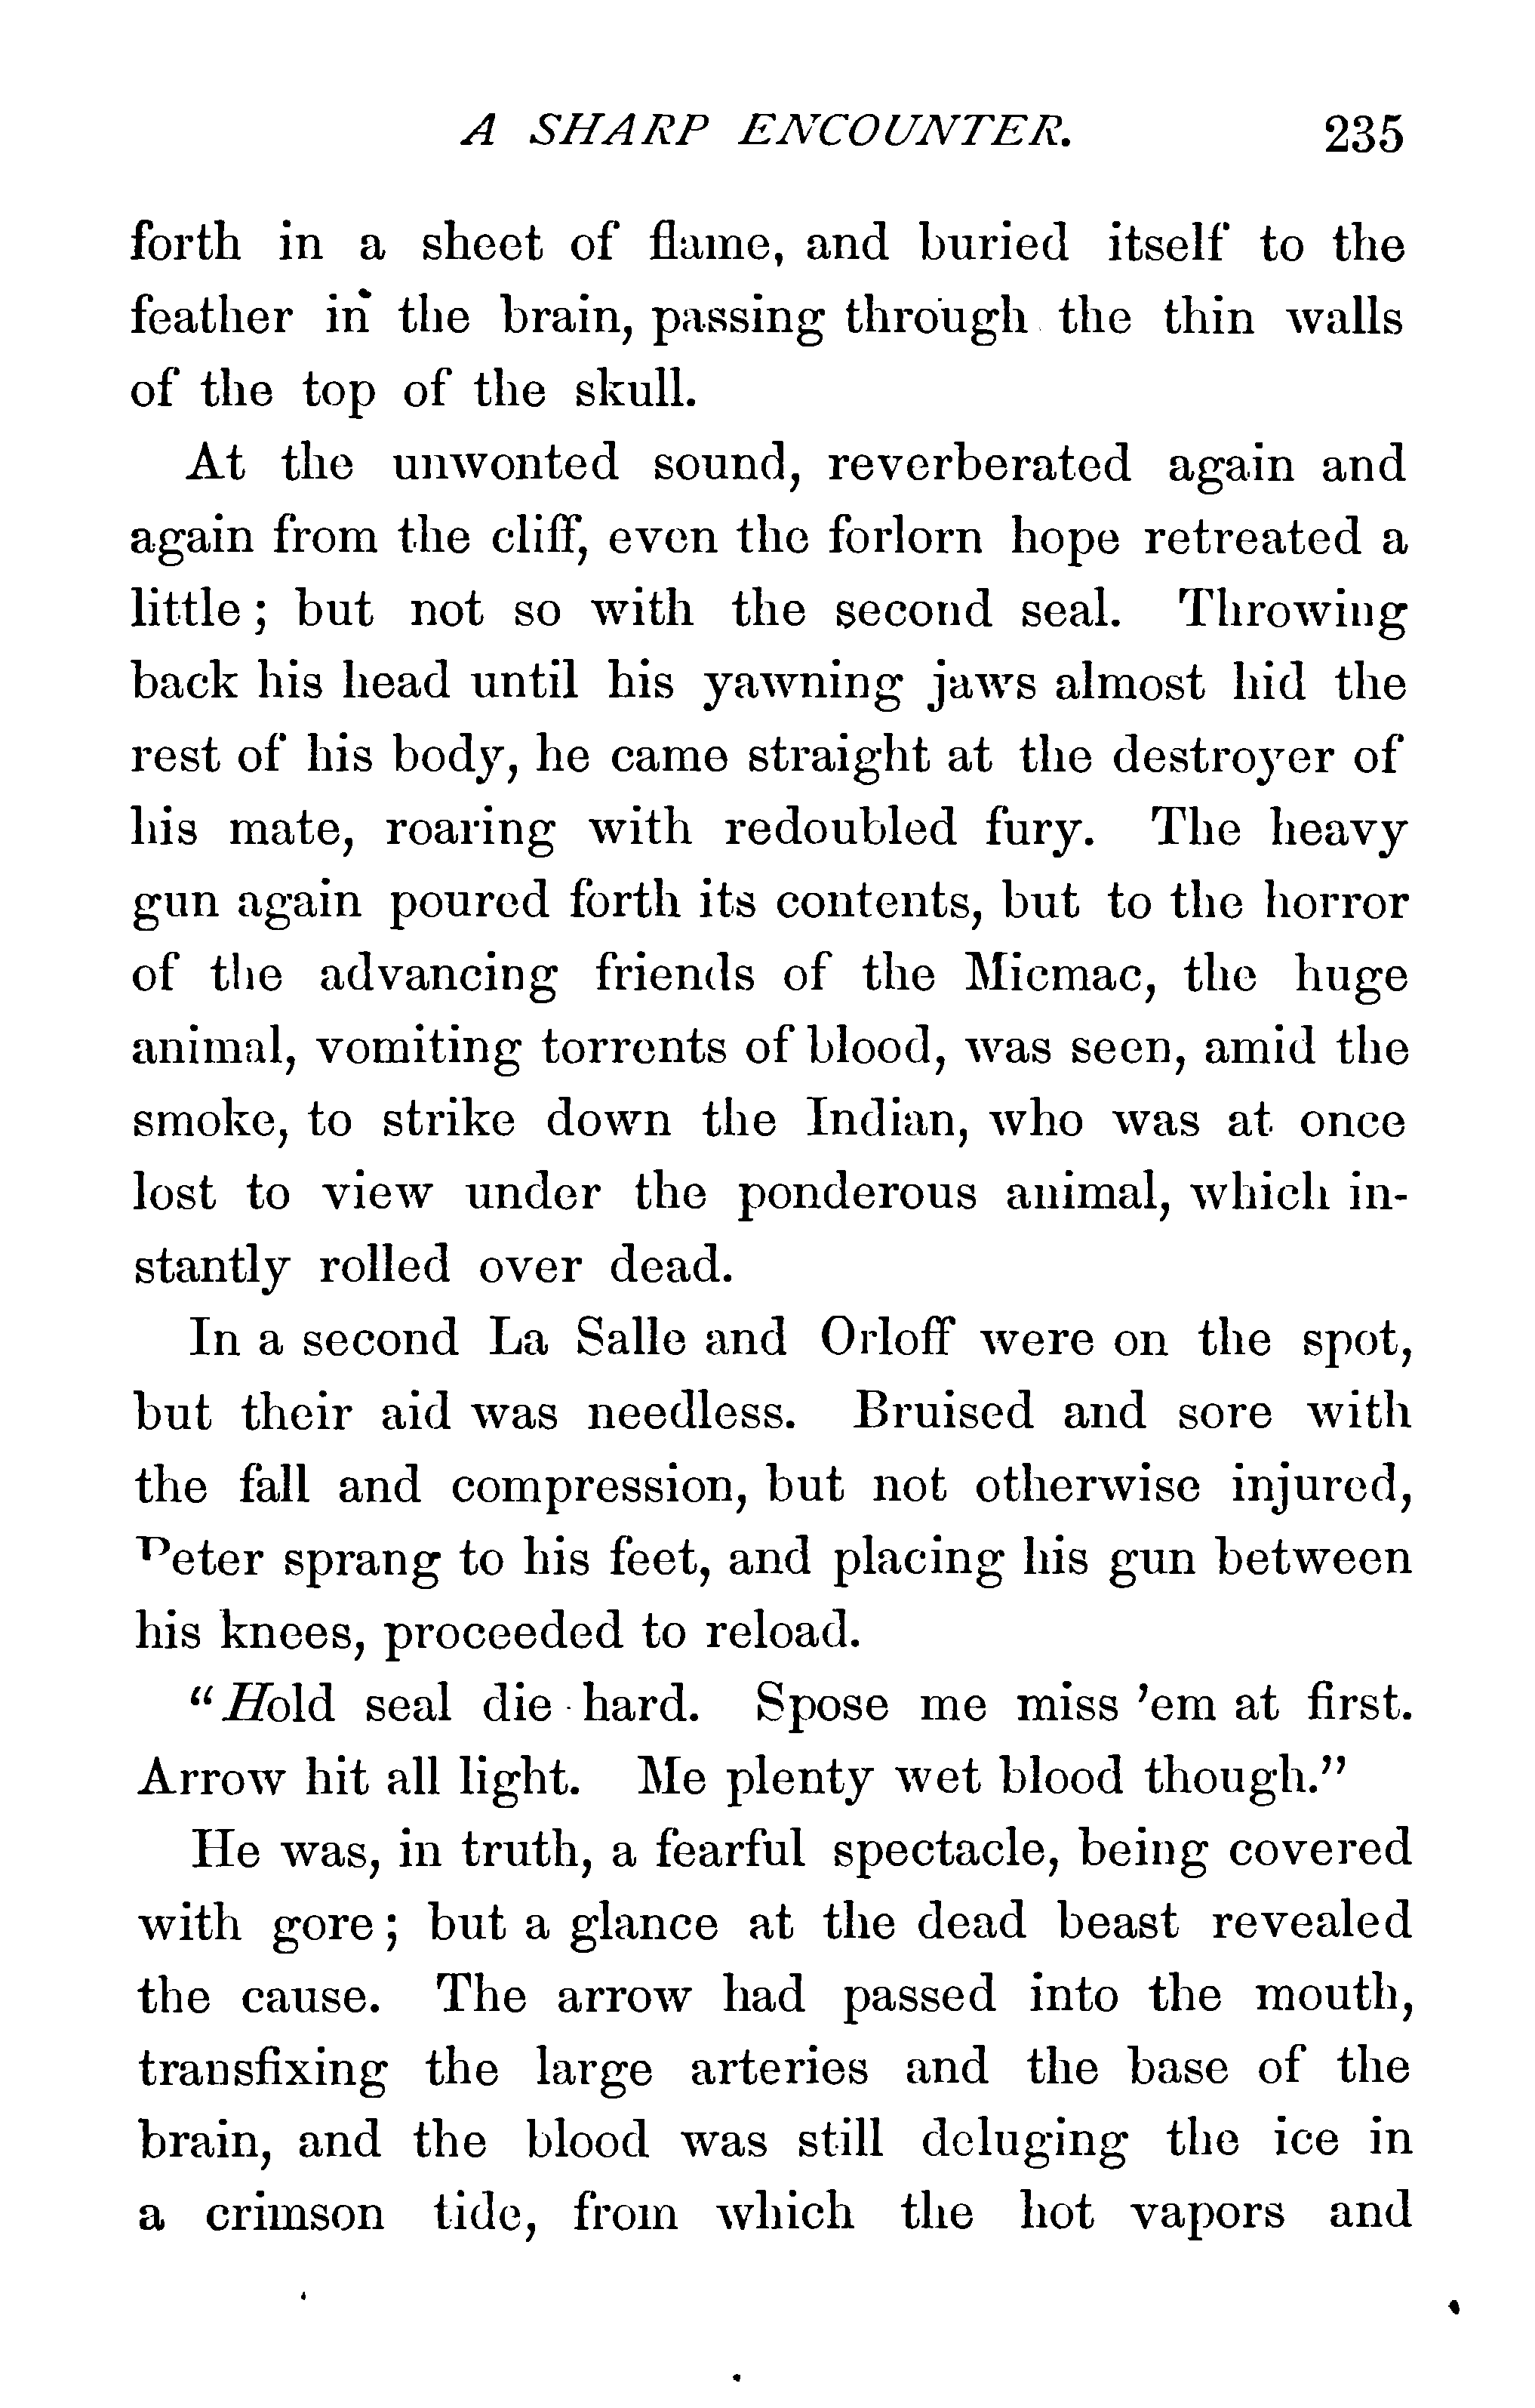 A SHARP ENCOUNTER. 235
forth in a sheet of flame, and buried itself to the
feather in the brain, passing through the thin walls
of the top of the skull.
At the unwonted sound, reverberated again and
again from the cliff, even the forlorn hope retreated a
little; but not so with the second seal. Throwing
back his head until his yawning jaws almost hid the
rest of his body, he came straight at the destroyer of
his mate, roaring with redoubled fury. The heavy
gun again poured forth its contents, but to the horror
of the advancing friends of the Micmac, the huge
animal, vomiting torrents of blood, was seen, amid the
smoke, to strike down the Indian, who was at once
lost to view under the ponderous animal, which in-
stantly rolled over dead.
In a second La Salle and Orloff were on the spot,
but their aid was needless. Bruised and sore with
the fall and compression, but not otherwise injured,
Peter sprang to his feet, and placing his gun between
his knees, proceeded to reload.
"Hold seal die hard. Spose me miss 'em at first.
Arrow hit all light. Me plenty wet blood though."
He was, in truth, a fearful spectacle, being covered
with gore; but a glance at the dead beast revealed
the cause. The arrow had passed into the mouth,
transfixing the large arteries and the base of the
brain, and the blood was still deluging the ice in
a crimson tide, from which the hot vapors and